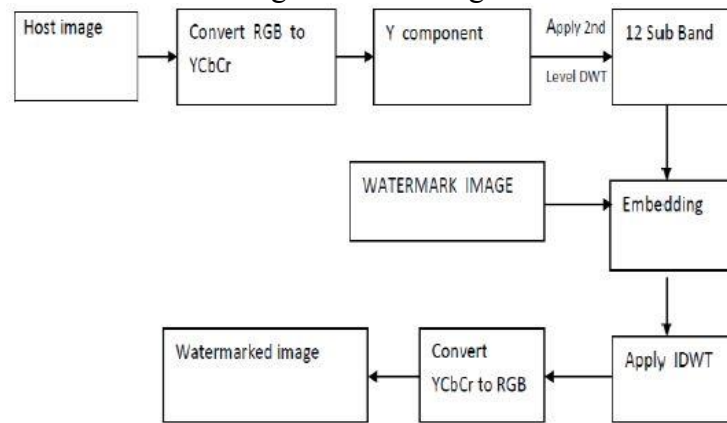 Host image
Convert RGB to
YCbCr
Y component
Apply 2nd
Level DWT
12 Sub Band
WATERMARK IMAGE
Embedding
Watermarked image
Convert
YCbCr to RGB
Apply IDWT